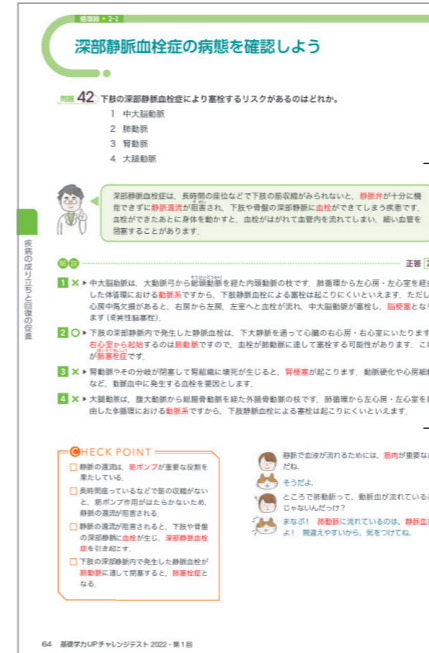 病理篇・2-2
深部静脈血栓症の病態を確認しよう
問題 42 下肢の深部静脈血栓症により塞栓するリスクがあるのはどれか。
1 中大脳動脈
2 肺動脈
3 腎動脈
4 大腿動脈
深部静脈血栓症は、長時間の座位などで下肢の筋収縮がみられないと、静脈弁が十分に機
能できずに静脈還流が阻害され、下肢や骨盤の深部静脈に血栓ができてしまう疾患です。
血栓ができたあとに身体を動かすと、血栓がはがれて血管内を流れてしまい、細い血管を
閉塞することがあります。
疾病の成り立ちと回復の促進
解説
正答 2
1 × ▶ 中大脳動脈は、大動脈弓から総頸動脈を経た内頸動脈の枝です。肺循環から左心房・左心室を経由
した体循環における動脈系ですから、下肢静脈血栓による塞栓は起こりにくいといえます。ただし
心房中隔欠損があると、右房から左房、左室へと血栓が流れ、中大脳動脈が塞栓し、脳梗塞となり
ます（奇異性脳塞栓症）。
2 ○ ▶ 下肢の深部静脈内で発生した静脈血栓は、下大静脈を通って心臓の右心房・右心室にいたります
右心室から起始するのは肺動脈ですので、血栓が肺動脈に達して塞栓する可能性があります。これ
が肺塞栓症です。
3 × ▶ 腎動脈やその分岐が閉塞して腎組織に壊死が生じると、腎梗塞が起こります。動脈硬化や心房細動
など、動脈血中に発生する血栓を要因とします。
4 × ▶ 大腿動脈は、腹大動脈から総腸骨動脈を経た外腸骨動脈の枝です。肺循環から左心房・左心室を経
由した体循環における動脈系ですから、下肢静脈血栓による塞栓は起こりにくいといえます。
CHECK POINT
静脈の還流は、筋ポンプが重要な役割を
果たしている。
長時間座っているなどで筋の収縮がない
と、筋ポンプ作用がはたらかないため、
静脈の還流が阻害される。
静脈の還流が阻害されると、下肢や骨盤
の深部静脈に血栓が生じ、深部静脈血栓
症を引き起こす。
下肢の深部静脈内で発生した静脈血栓が
肺動脈に達して閉塞すると、肺塞栓症と
なる。
静脈で血液が流れるためには、筋肉が重要なん
だね。
そうだよ。
ところで肺動脈って、動脈血が流れているん
じゃないんだっけ？
まなぶ！ 肺動脈に流れているのは、静脈血だ
よ！ 間違えやすいから、気をつけてね。
64 基礎学力UPチャレンジテスト 2022・第1回